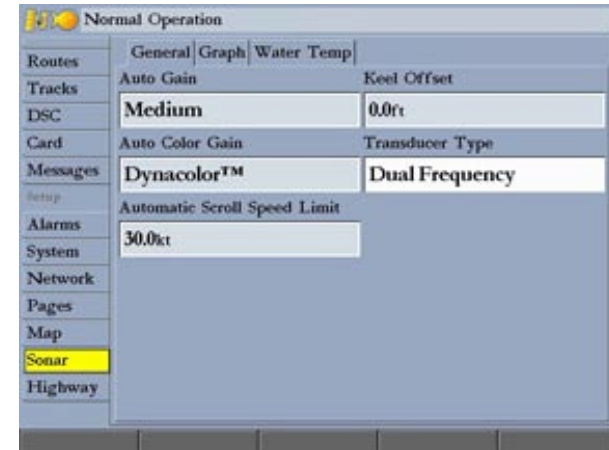 Normal Operation
Routes
Tracks
DSC
Card
Messages
Setup
Alarms
System
Network
Pages
Map
Sonar
Highway
General Graph Water Temp
Auto Gain
Medium
Keel Offset
0.0ft
Auto Color Gain
Dynacolor™
Transducer Type
Dual Frequency
Automatic Scroll Speed Limit
30.0kt